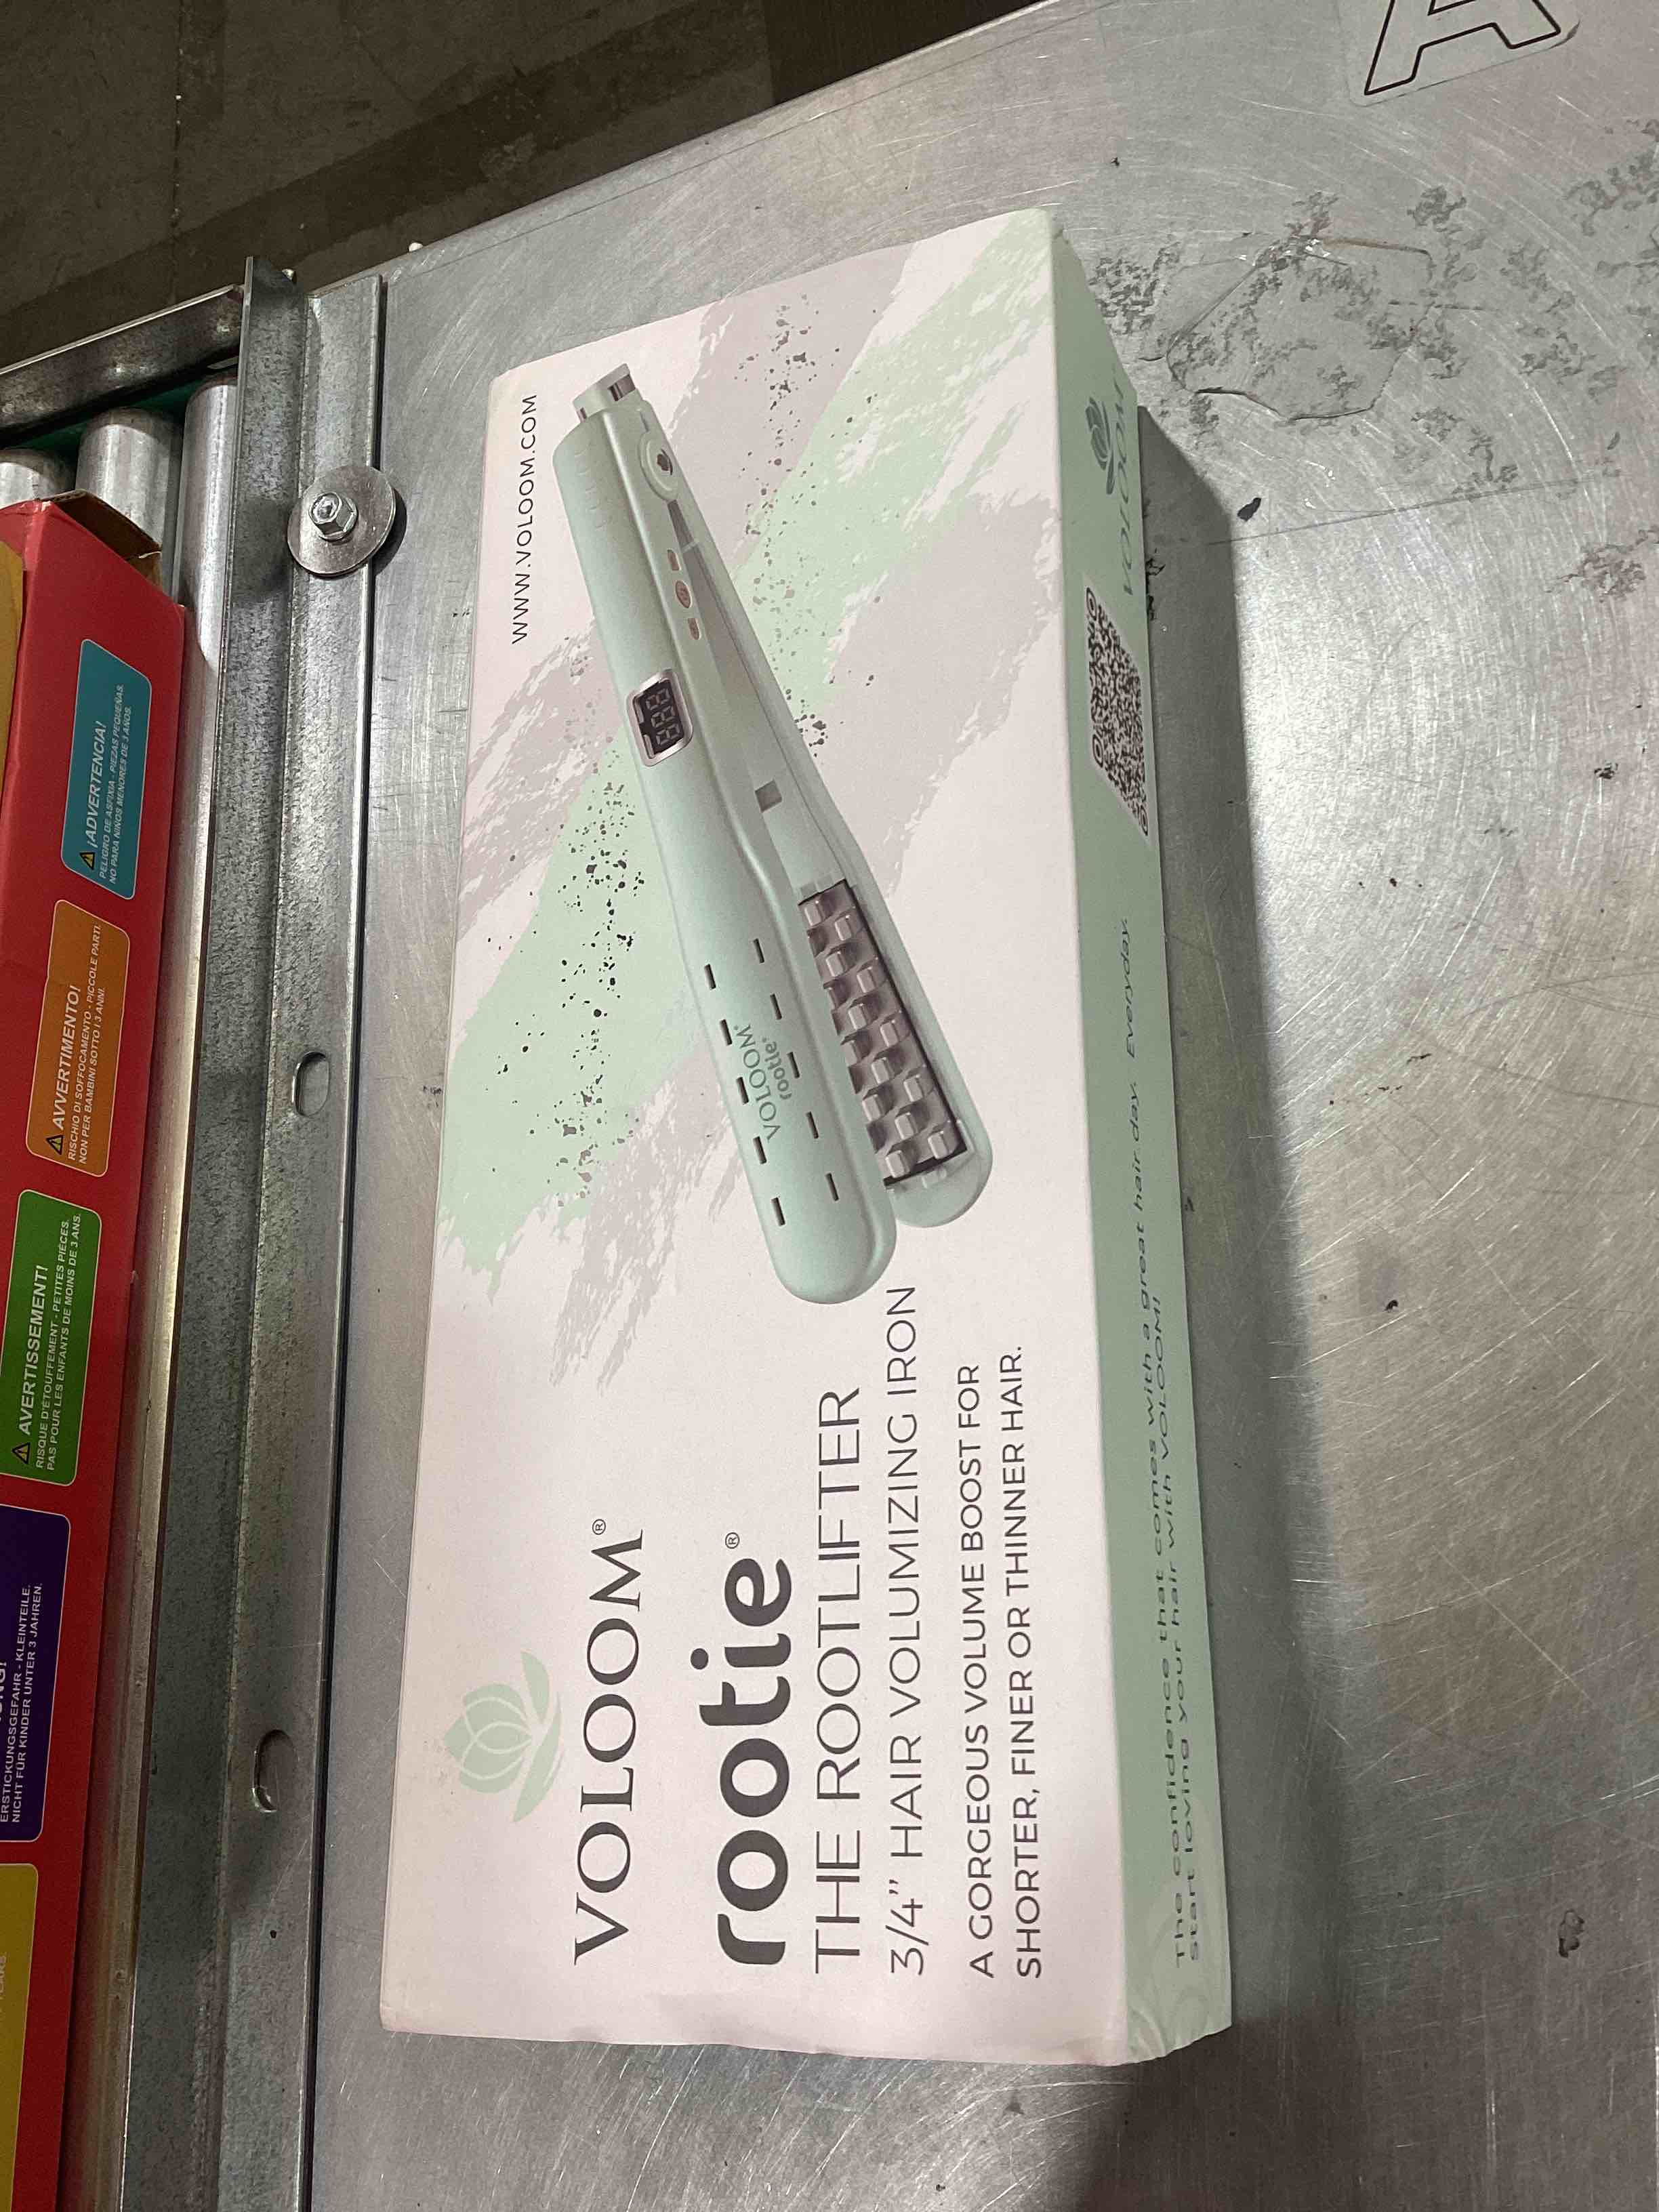 VOLOOM®
rootie®
THE ROOTLIFTER
3/4” HAIR VOLUMIZING IRON
A GORGEOUS VOLUME BOOST FOR
SHORTER, FINER OR THINNER HAIR.
WWW.VOLOOM.COM
888
VOLOOM®
rootie®
The confidence that comes with a great hair day. Everyday.
Start loving your hair with VOLOOM!
VOLOOM
A
ERSTICKUNGSGEFAHR - KLEINTEILE.
NICHT FÜR KINDER UNTER 3 JAHREN.
AVERTISSEMENT!
RISQUE D'ÉTOUFFEMENT - PETITES PIÈCES.
PAS POUR LES ENFANTS DE MOINS DE 3 ANS.
AVVERTIMENTO!
RISCHIO DI SOFFOCAMENTO - PICCOLE PARTI.
NON PER BAMBINI SOTTO I 3 ANNI.
¡ADVERTENCIA!
PELIGRO DE ASFIXIA - PIEZAS PEQUEÑAS.
NO PARA NIÑOS MENORES DE 3 AÑOS.